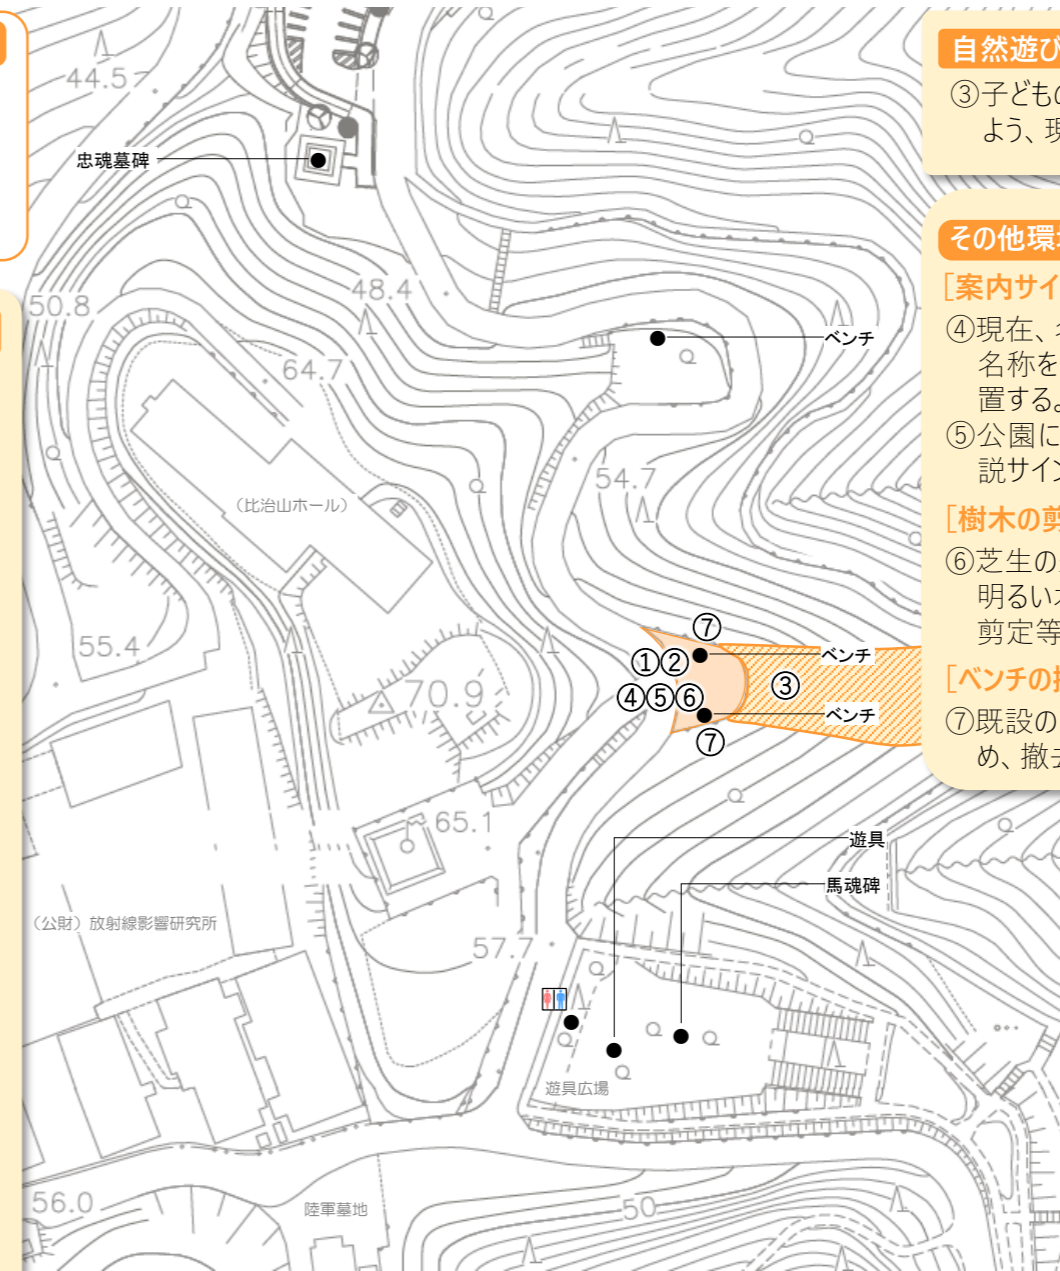 44.5
忠魂墓碑
50.8
48.4
64.7
ベンチ
(比治山ホール)
54.7
55.4
70.9
⑦
①②
ベンチ
③
④⑤⑥
ベンチ
⑦
65.1
遊具
馬魂碑
(公財)放射線影響研究所
57.7
遊具広場
56.0
陸軍墓地
50
自然遊び
③子どもの
よう、現
その他環境
[案内サイ
④現在、
名称を
置する。
⑤公園に
説サイン
[樹木の剪
⑥芝生の
明るい
剪定等
[ベンチの
⑦既設の
め、撤去